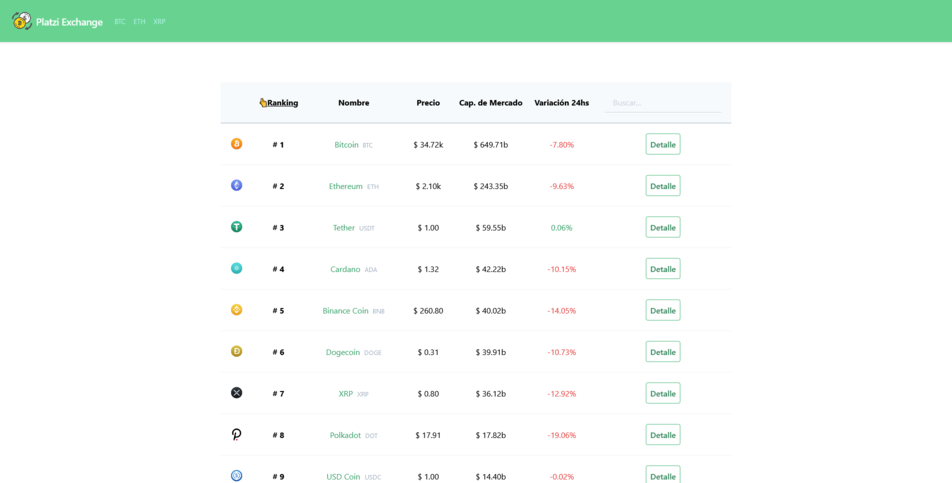 Platzi Exchange BTC ETH XRP
Ranking Nombre Precio Cap. de Mercado Variación 24hs Buscar...
# 1 Bitcoin BTC $ 34.72k $ 649.71b -7.80% Detalle
# 2 Ethereum ETH $ 2.10k $ 243.35b -9.63% Detalle
# 3 Tether USDT $ 1.00 $ 59.55b 0.06% Detalle
# 4 Cardano ADA $ 1.32 $ 42.22b -10.15% Detalle
# 5 Binance Coin BNB $ 260.80 $ 40.02b -14.05% Detalle
# 6 Dogecoin DOGE $ 0.31 $ 39.91b -10.73% Detalle
# 7 XRP XRP $ 0.80 $ 36.12b -12.92% Detalle
# 8 Polkadot DOT $ 17.91 $ 17.82b -19.06% Detalle
# 9 USD Coin USDC $ 1.00 $ 14.40b -0.02% Detalle